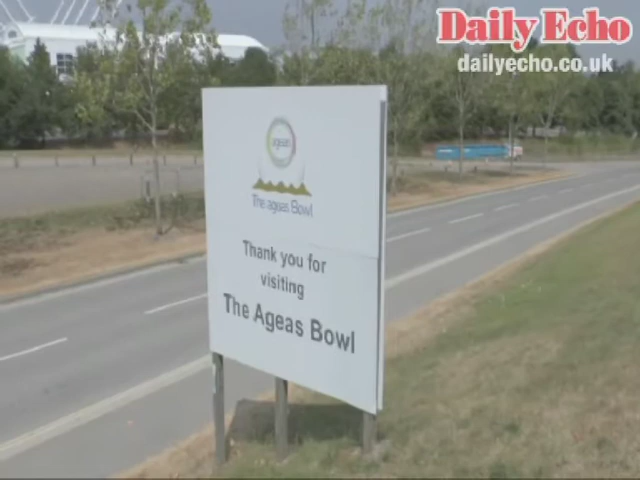 Daily Echo
dailyecho.co.uk
ageas
The ageas Bowl
Thank you for
visiting
The Ageas Bowl